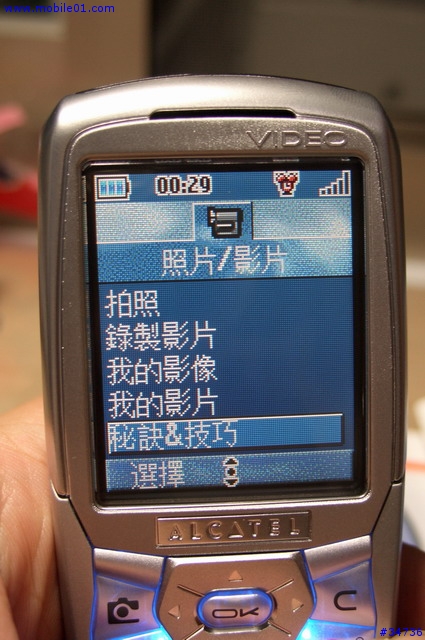 www.mobile01.com
VIDEO
00:29
照片/影片
拍照
錄製影片
我的影像
我的影片
秘訣&技巧
選擇
ALCATEL
OK
C
#34736